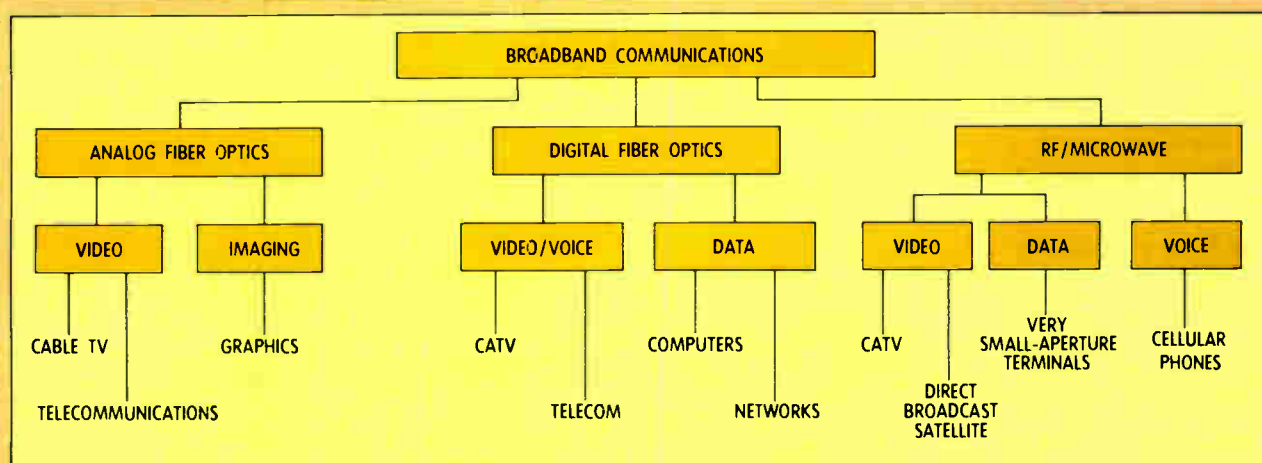 BROADBAND COMMUNICATIONS
ANALOG FIBER OPTICS
DIGITAL FIBER OPTICS
RF/MICROWAVE
VIDEO
IMAGING
VIDEO/VOICE
DATA
VIDEO
DATA
VOICE
CABLE TV
TELECOMMUNICATIONS
GRAPHICS
CATV
TELECOM
COMPUTERS
NETWORKS
CATV
DIRECT
BROADCAST
SATELLITE
VERY
SMALL-APERTURE
TERMINALS
CELLULAR
PHONES